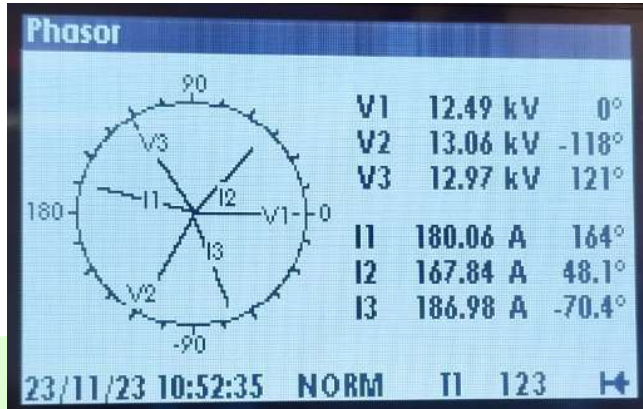 Phasor
90
180
0
-90
V3
I1
I2
V1
I3
V2
V1 12.49 kV 0°
V2 13.06 kV -118°
V3 12.97 kV 121°
I1 180.06 A 164°
I2 167.84 A 48.1°
I3 186.98 A -70.4°
23/11/23 10:52:35 NORM T1 123